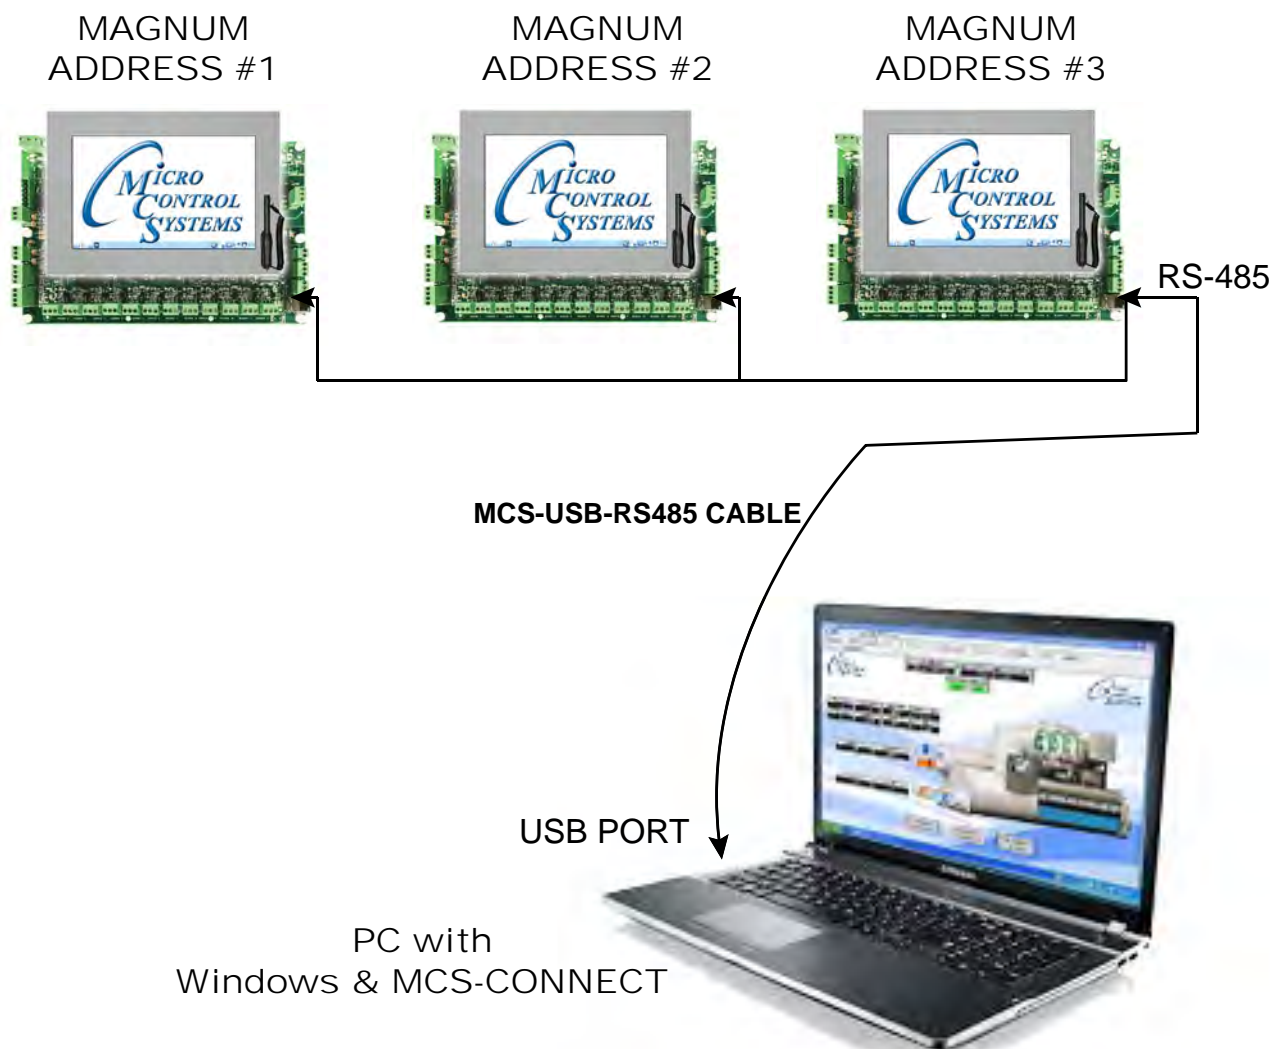 MAGNUM
ADDRESS #1
MAGNUM
ADDRESS #2
MAGNUM
ADDRESS #3
MICRO
CONTROL
SYSTEMS
MICRO
CONTROL
SYSTEMS
MICRO
CONTROL
SYSTEMS
RS-485
MCS-USB-RS485 CABLE
USB PORT
PC with
Windows & MCS-CONNECT